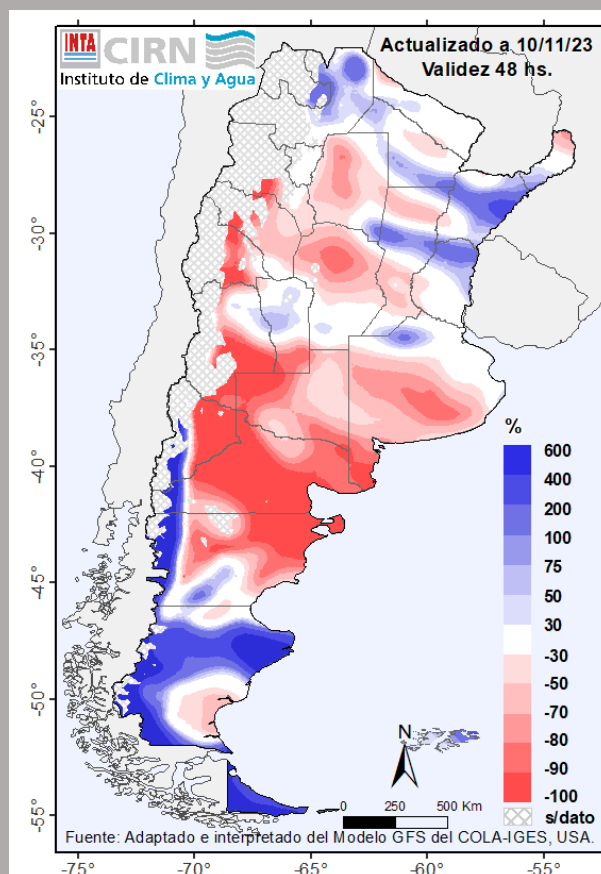 INTA CIRN
Instituto de Clima y Agua
Actualizado a 10/11/23
Validez 48 hs.
-25°
-30°
-35°
-40°
-45°
-50°
-55°
%
600
400
200
100
75
50
30
-30
-50
-70
-80
-90
-100
s/dato
N
0 250 500 Km
Fuente: Adaptado e interpretado del Modelo GFS del COLA-IGES, USA.
-75° -70° -65° -60° -55°